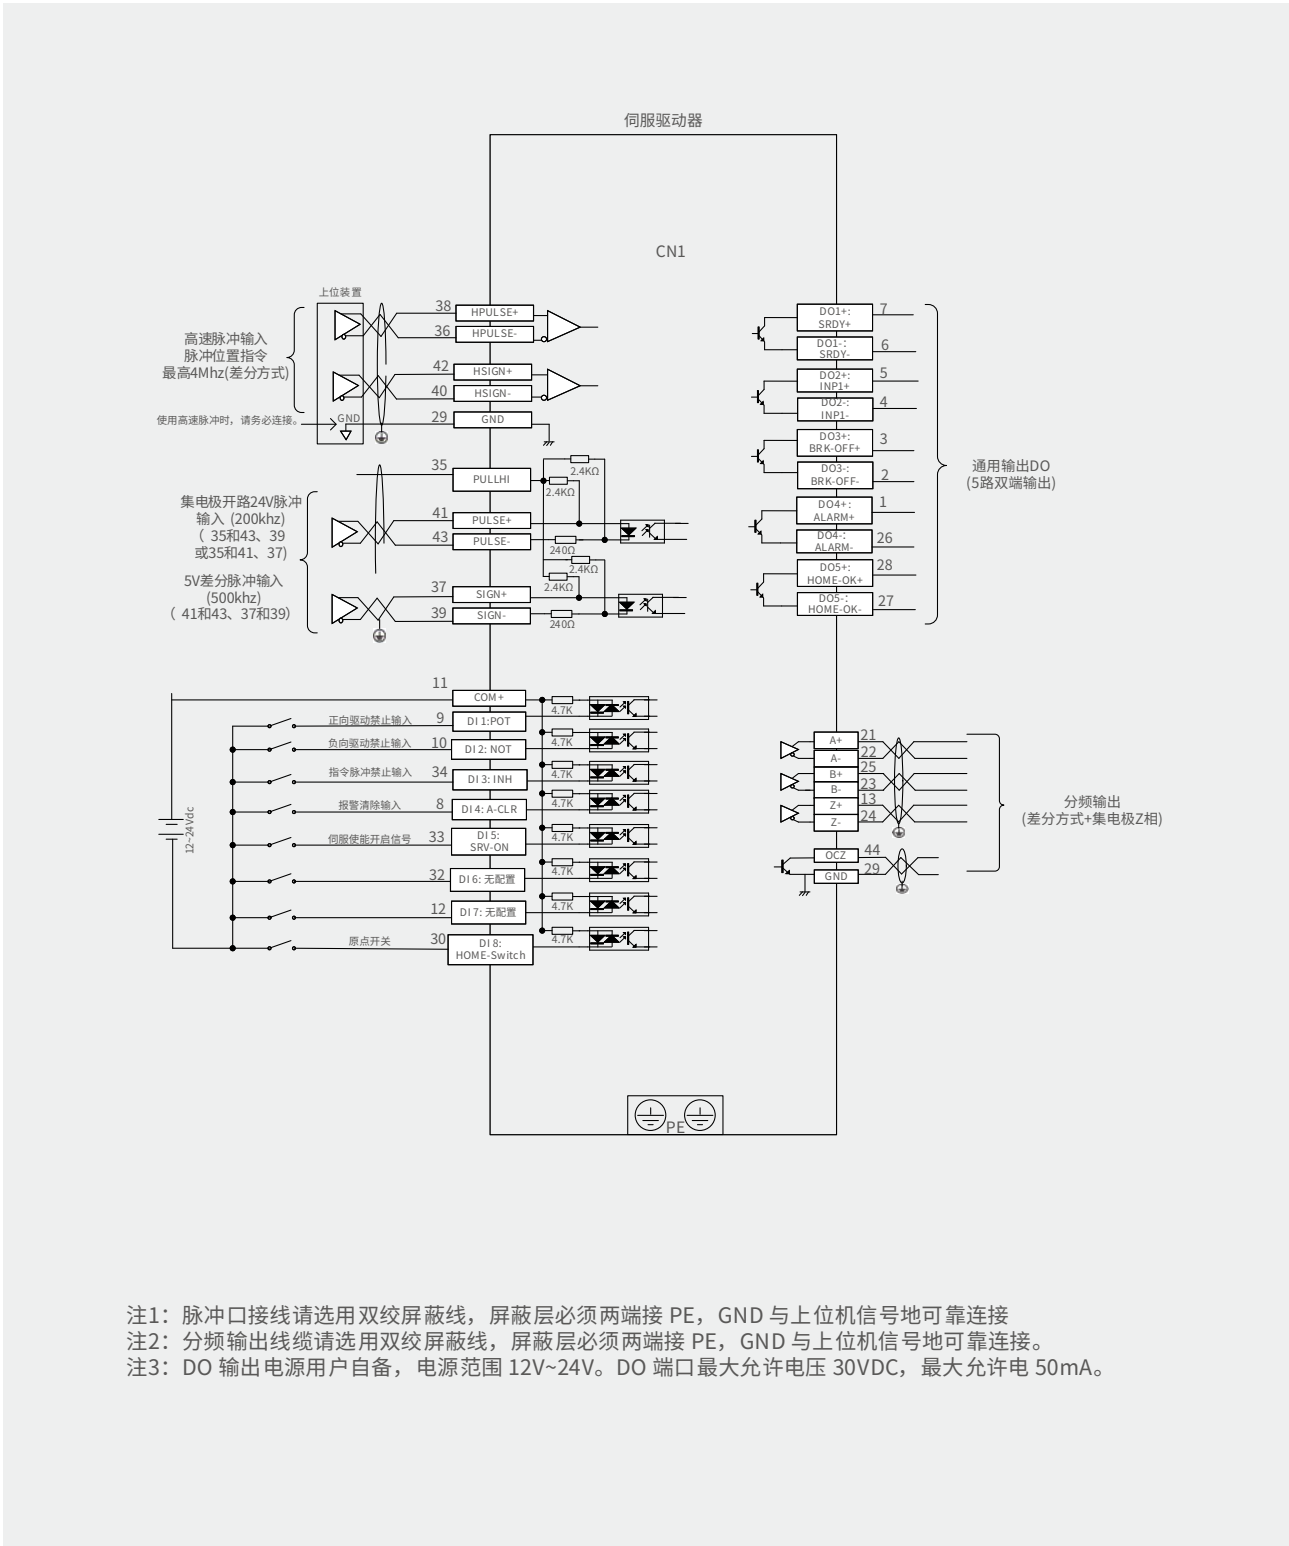 伺服驱动器
CN1
上位装置
高速脉冲输入
脉冲位置指令
最高4Mhz(差分方式)
使用高速脉冲时，请务必连接。
GND
38
HPULSE+
36
HPULSE-
42
HSIGN+
40
HSIGN-
29
GND
35
PULLHI
2.4KΩ
2.4KΩ
集电极开路24V脉冲
输入 (200khz)
（ 35和43、39
或35和41、37)
5V差分脉冲输入
(500khz)
（ 41和43、37和39）
41
PULSE+
43
PULSE-
240Ω
2.4KΩ
2.4KΩ
37
SIGN+
39
SIGN-
240Ω
11
COM+
4.7K
正向驱动禁止输入
9
DI 1:POT
4.7K
负向驱动禁止输入
10
DI 2: NOT
4.7K
指令脉冲禁止输入
34
DI 3: INH
4.7K
报警清除输入
8
DI 4: A-CLR
4.7K
12~24Vdc
伺服使能开启信号
33
DI 5:
SRV-ON
4.7K
32
DI 6: 无配置
4.7K
12
DI 7: 无配置
4.7K
原点开关
30
DI 8:
HOME-Switch
DO1+:
SRDY+
7
DO1-:
SRDY-
6
DO2+:
INP1+
5
DO2-:
INP1-
4
DO3+:
BRK-OFF+
3
DO3-:
BRK-OFF-
2
DO4+:
ALARM+
1
DO4-:
ALARM-
26
DO5+:
HOME-OK+
28
DO5-:
HOME-OK-
27
通用输出DO
(5路双端输出)
A+
21
A-
22
B+
25
B-
23
Z+
13
Z-
24
OCZ
44
GND
29
分频输出
(差分方式+集电极Z相)
PE
注1：脉冲口接线请选用双绞屏蔽线，屏蔽层必须两端接 PE，GND 与上位机信号地可靠连接
注2：分频输出线缆请选用双绞屏蔽线，屏蔽层必须两端接 PE，GND 与上位机信号地可靠连接。
注3：DO 输出电源用户自备，电源范围 12V~24V。DO 端口最大允许电压 30VDC，最大允许电 50mA。